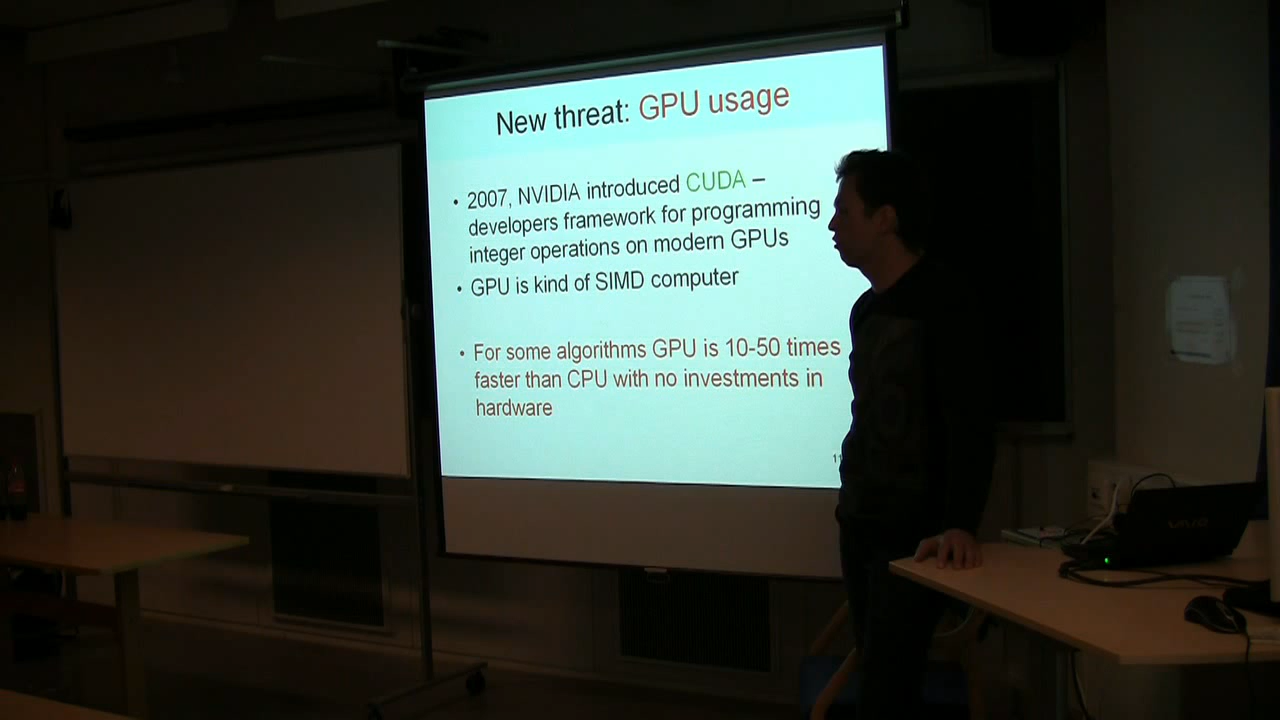 New threat: GPU usage
• 2007, NVIDIA introduced CUDA –
developers framework for programming
integer operations on modern GPUs
• GPU is kind of SIMD computer
• For some algorithms GPU is 10-50 times
faster than CPU with no investments in
hardware
11
VAIO